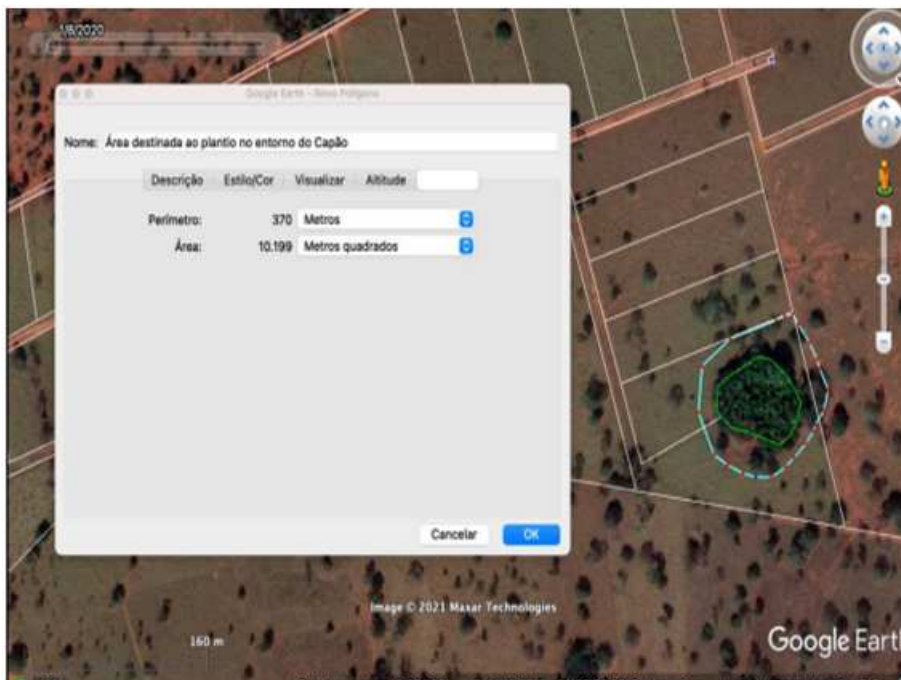 1/8/2020
Google Earth - Novo Polígono
Nome: Área destinada ao plantio no entorno do Capão
Descrição Estilo/Cor Visualizar Altitude
Perímetro: 370 Metros
Área: 10.199 Metros quadrados
Cancelar OK
Image © 2021 Maxar Technologies
160 m
Google Earth